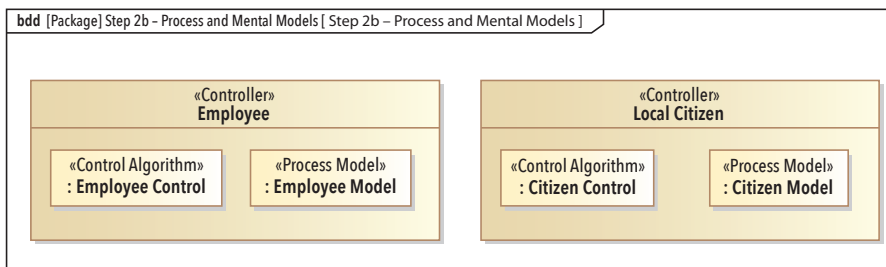 bdd [Package] Step 2b – Process and Mental Models [ Step 2b – Process and Mental Models ]
«Controller»
Employee
«Control Algorithm»
: Employee Control
«Process Model»
: Employee Model
«Controller»
Local Citizen
«Control Algorithm»
: Citizen Control
«Process Model»
: Citizen Model